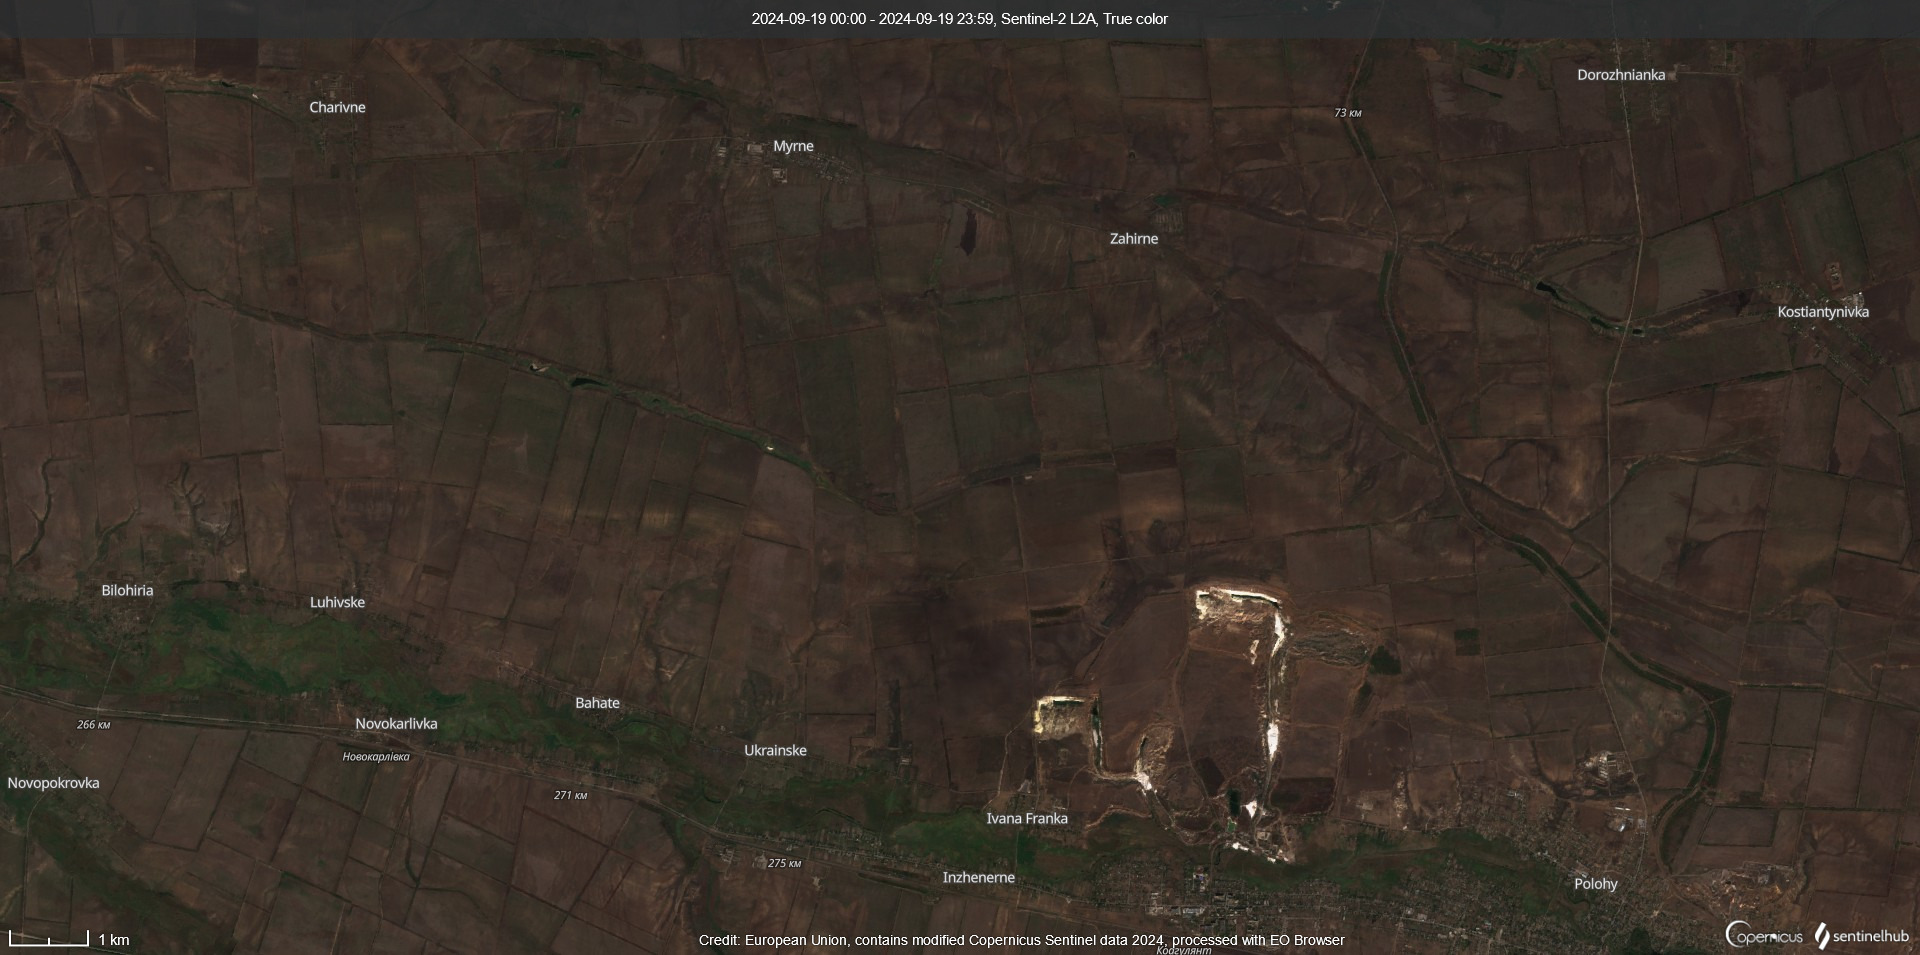 2024-09-19 00:00 - 2024-09-19 23:59, Sentinel-2 L2A, True color
Dorozhnianka
Charivne
73 км
Myrne
Zahirne
Kostiantynivka
Bilohiria
Luhivske
Bahate
266 км
Novokarlivka
Ukrainske
Новокарлівка
Novopokrovka
271 км
Ivana Franka
275 км
Inzhenerne
Polohy
1 km
Credit: European Union, contains modified Copernicus Sentinel data 2024, processed with EO Browser
Copernicus
sentinelhub
Коагулянт